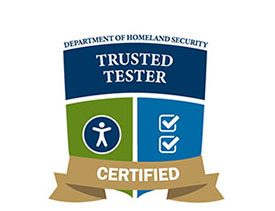 DEPARTMENT OF HOMELAND SECURITY
TRUSTED
TESTER
CERTIFIED